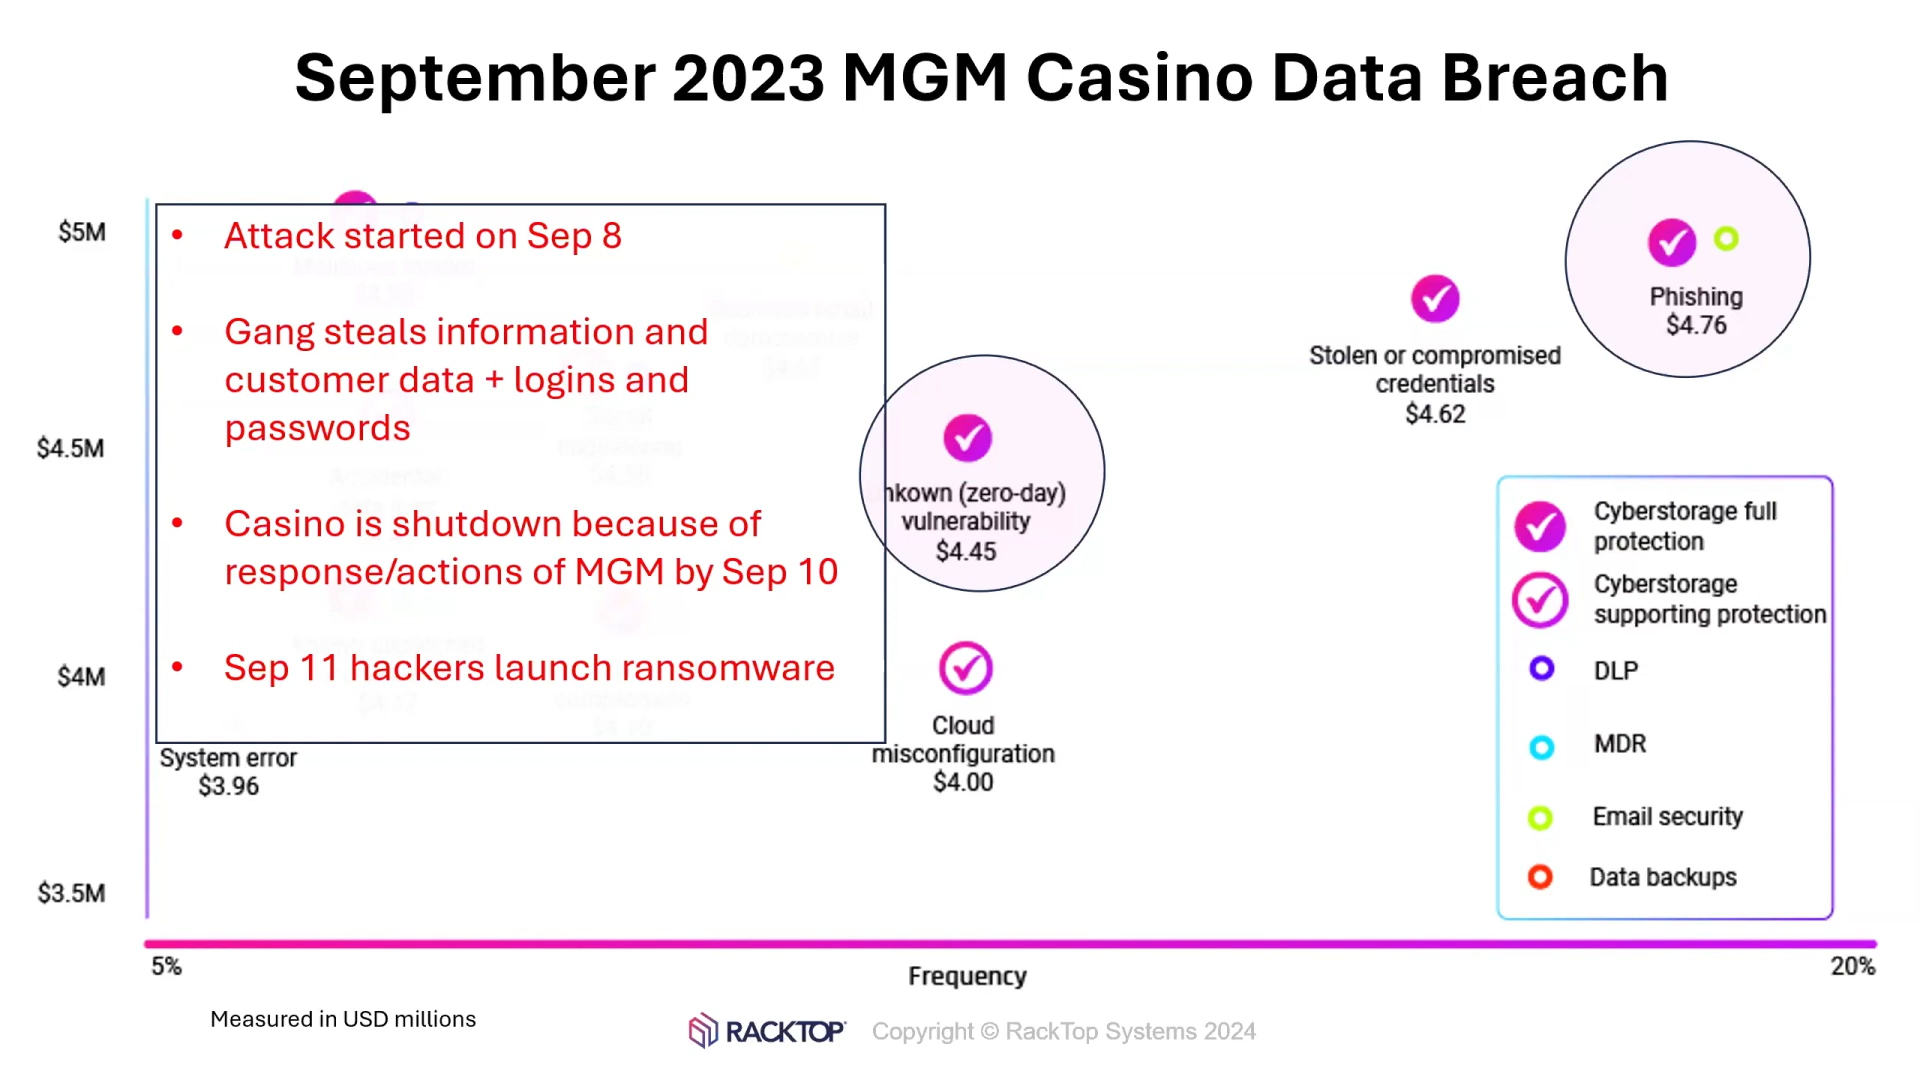 September 2023 MGM Casino Data Breach
$5M
$4.5M
$4M
$3.5M
• Attack started on Sep 8
• Gang steals information and
customer data + logins and
passwords
• Casino is shutdown because of
response/actions of MGM by Sep 10
• Sep 11 hackers launch ransomware
System error
$3.96
nkown (zero-day)
vulnerability
$4.45
Cloud
misconfiguration
$4.00
Stolen or compromised
credentials
$4.62
Phishing
$4.76
Cyberstorage full
protection
Cyberstorage
supporting protection
DLP
MDR
Email security
Data backups
5%
Frequency
20%
Measured in USD millions
RACKTOP
Copyright © RackTop Systems 2024